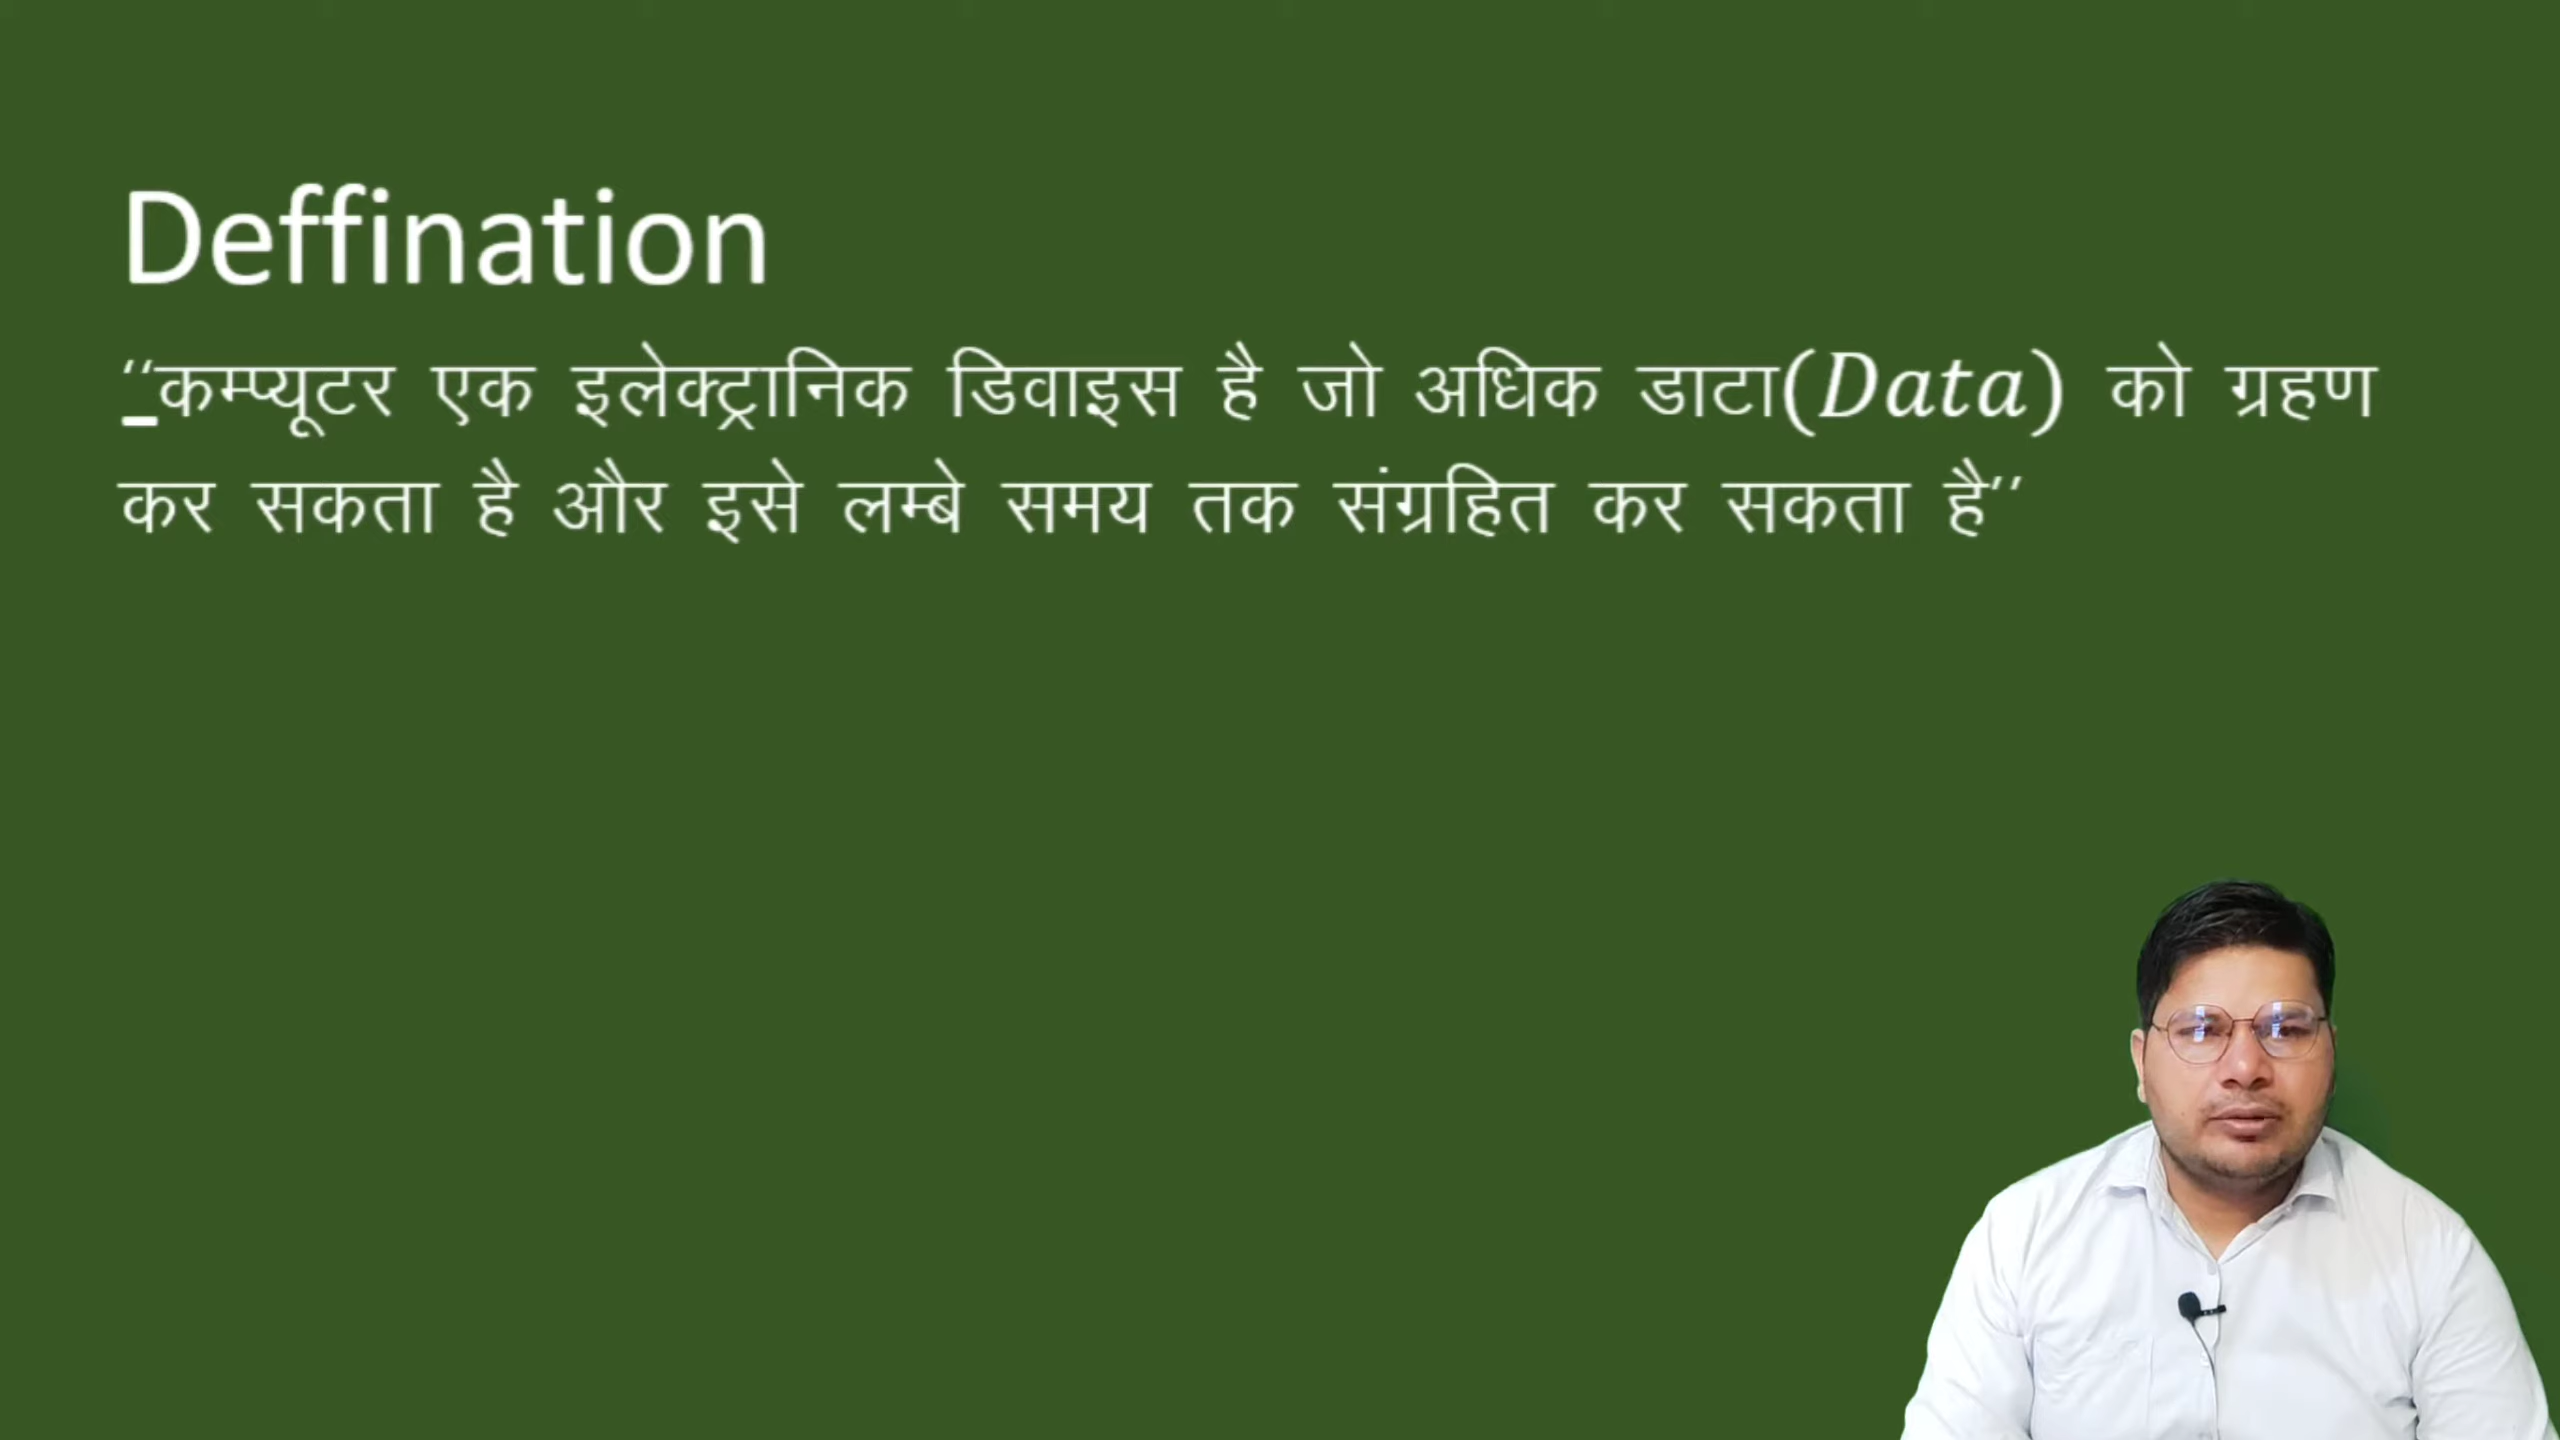 Deffination
‘‘कम्प्यूटर एक इलेक्ट्रानिक डिवाइस है जो अधिक डाटा(Data) को ग्रहण
कर सकता है और इसे लम्बे समय तक संग्रहित कर सकता है’’